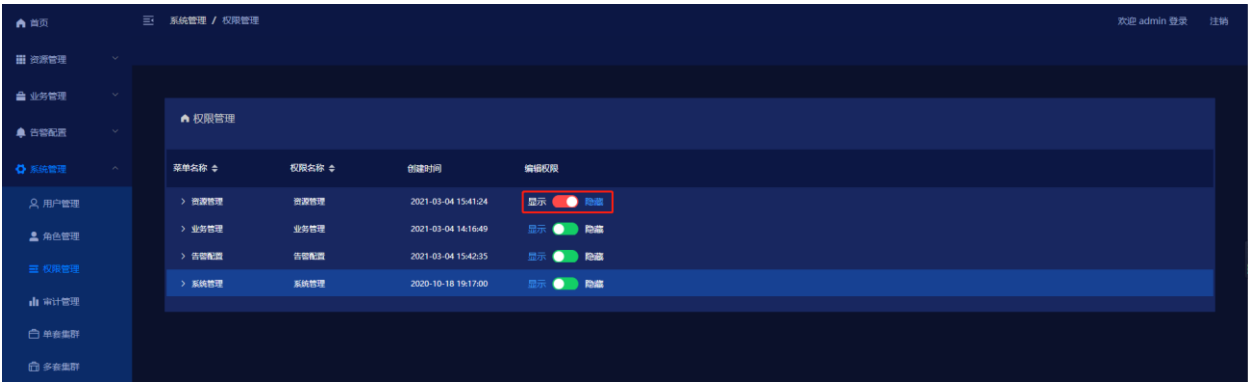 首页
系统管理 / 权限管理
欢迎 admin 登录 注销
资源管理
业务管理
告警配置
系统管理
用户管理
角色管理
权限管理
审计管理
单套集群
多套集群
权限管理
菜单名称 权限名称 创建时间 编辑权限
资源管理 资源管理 2021-03-04 15:41:24 显示 隐藏
业务管理 业务管理 2021-03-04 14:16:49 显示 隐藏
告警配置 告警配置 2021-03-04 15:42:35 显示 隐藏
系统管理 系统管理 2020-10-18 19:17:00 显示 隐藏